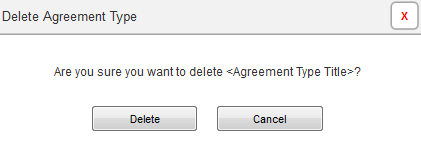 Delete Agreement Type
X
Are you sure you want to delete <Agreement Type Title>?
Delete
Cancel